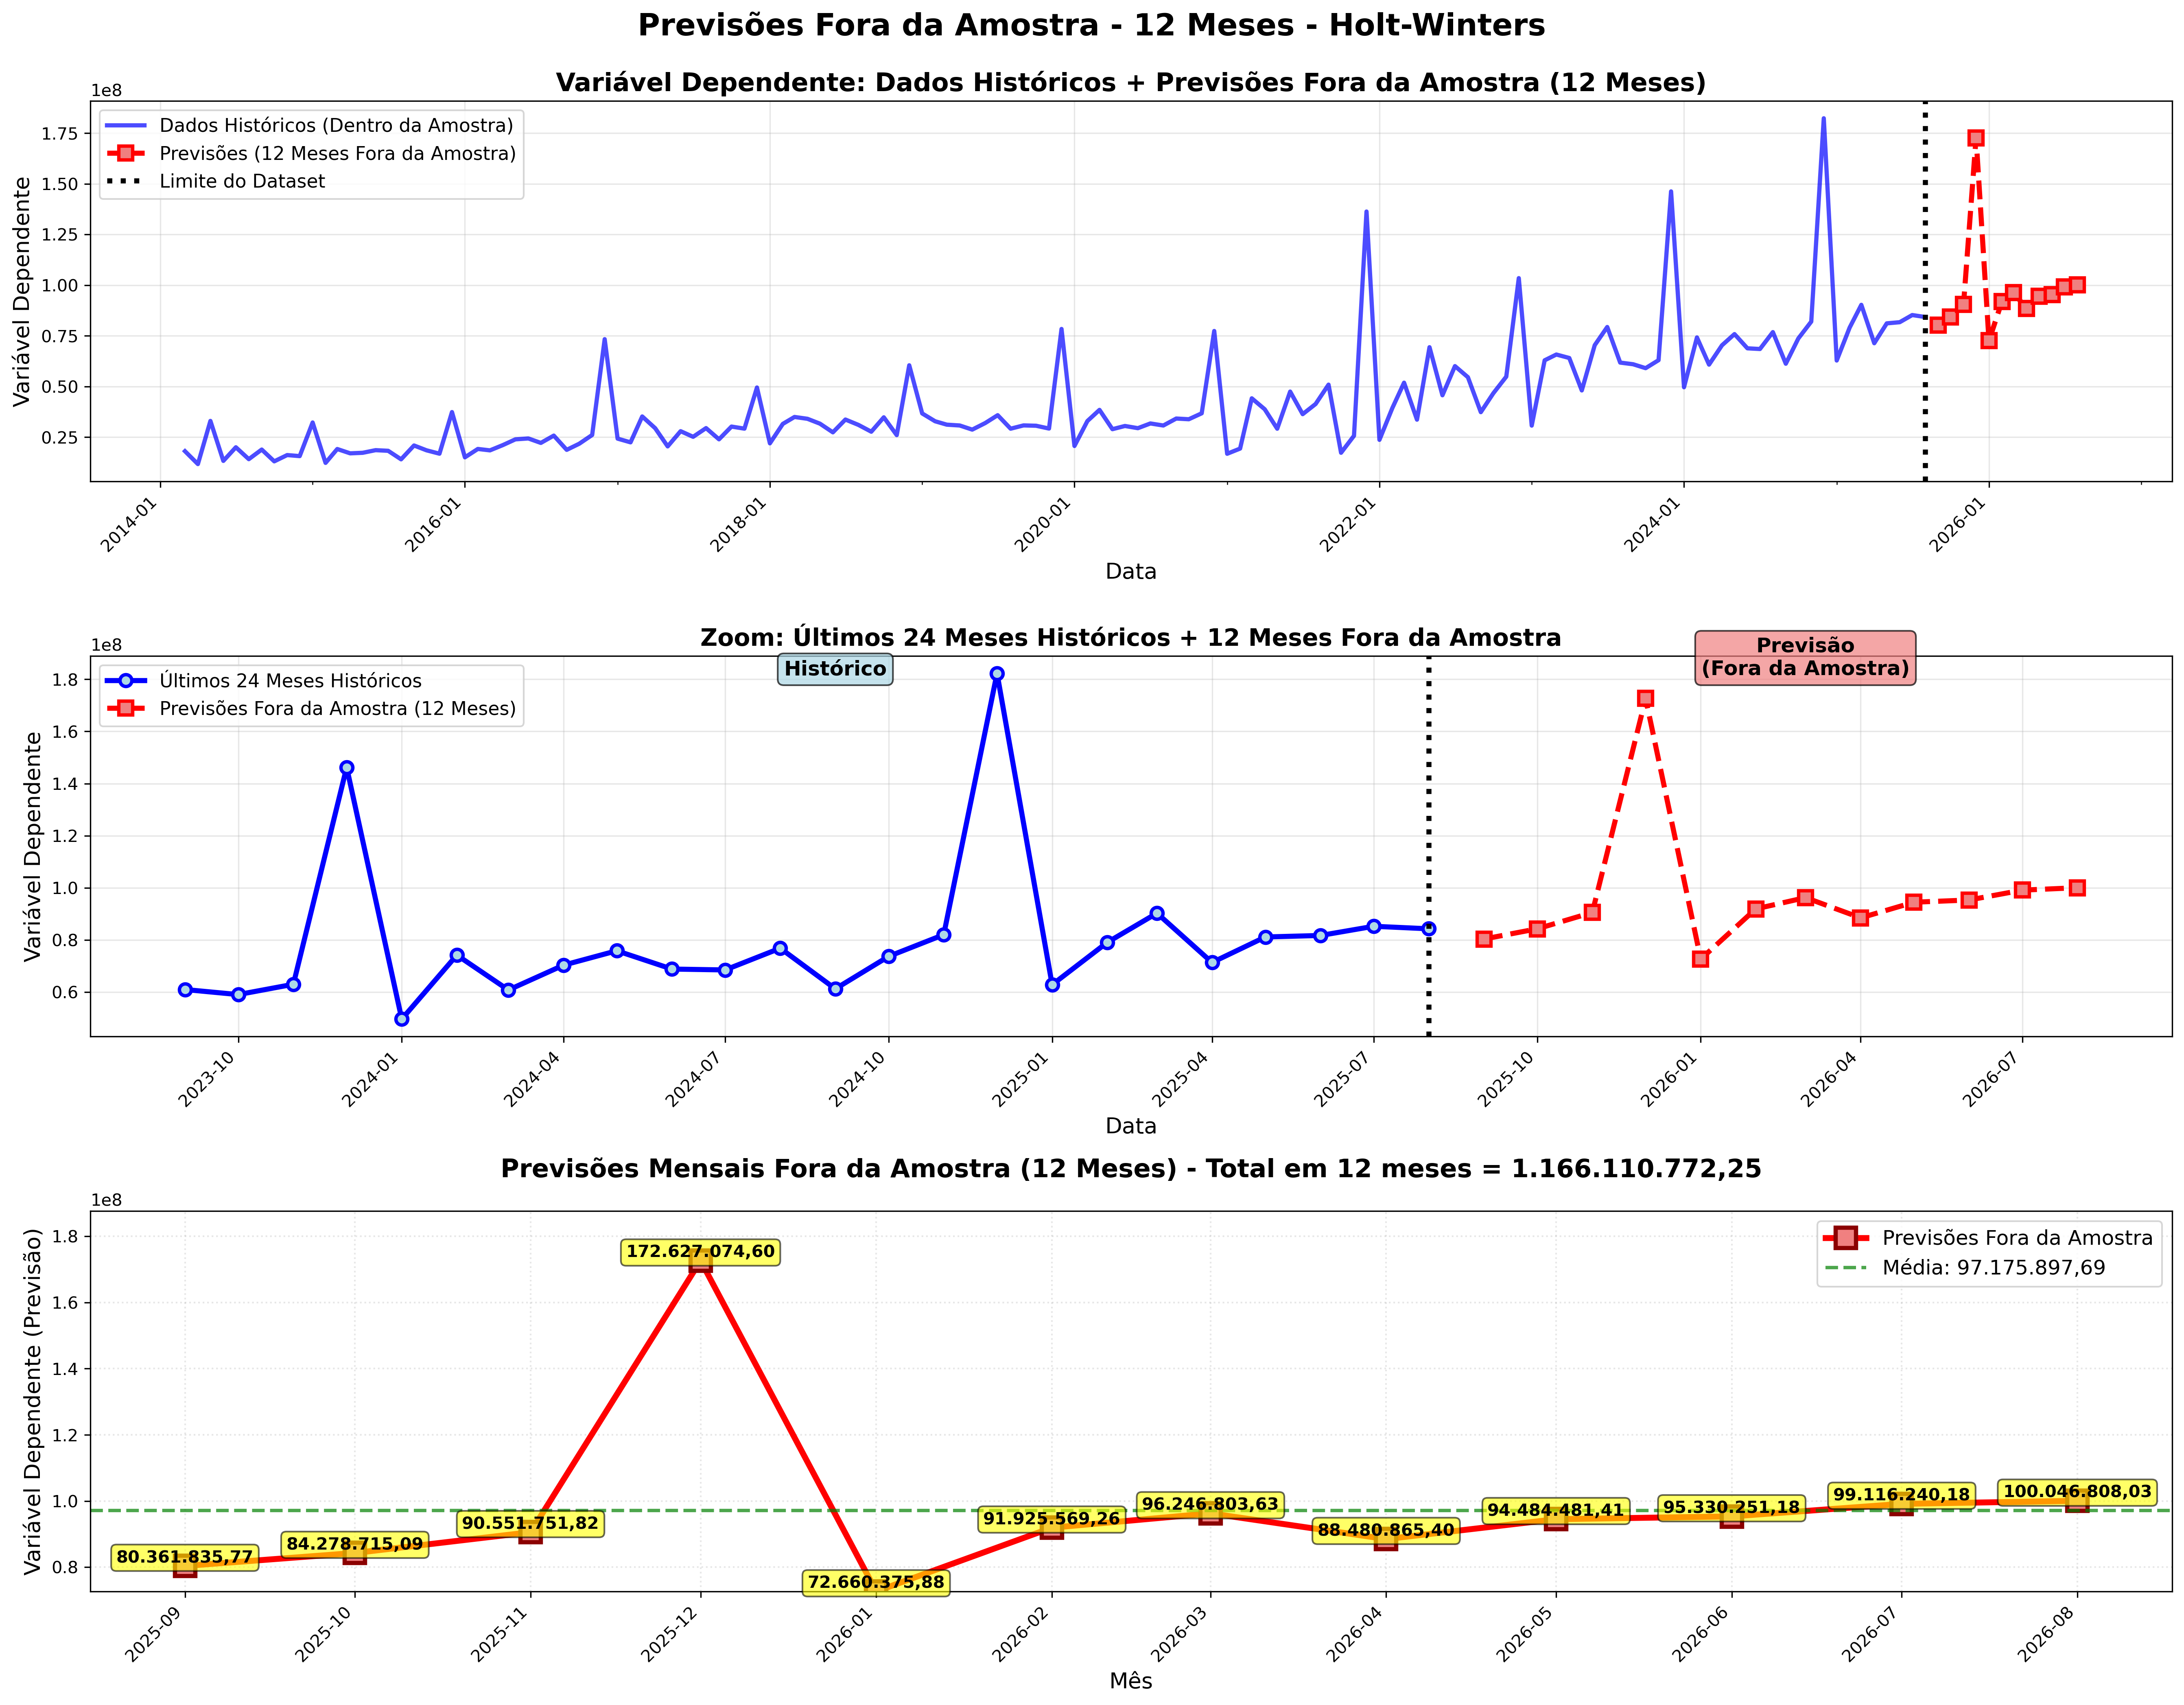 Previsões Fora da Amostra - 12 Meses - Holt-Winters
Variável Dependente: Dados Históricos + Previsões Fora da Amostra (12 Meses)
1e8
Dados Históricos (Dentro da Amostra)
Previsões (12 Meses Fora da Amostra)
Limite do Dataset
Variável Dependente
1.75
1.50
1.25
1.00
0.75
0.50
0.25
2014-01
2016-01
2018-01
2020-01
2022-01
2024-01
2026-01
Data
Zoom: Últimos 24 Meses Históricos + 12 Meses Fora da Amostra
1e8
Últimos 24 Meses Históricos
Previsões Fora da Amostra (12 Meses)
Histórico
Previsão
(Fora da Amostra)
Variável Dependente
1.8
1.6
1.4
1.2
1.0
0.8
0.6
2023-10
2024-01
2024-04
2024-07
2024-10
2025-01
2025-04
2025-07
2025-10
2026-01
2026-04
2026-07
Data
Previsões Mensais Fora da Amostra (12 Meses) - Total em 12 meses = 1.166.110.772,25
1e8
Previsões Fora da Amostra
Média: 97.175.897,69
Variável Dependente (Previsão)
1.8
1.6
1.4
1.2
1.0
0.8
80.361.835,77
84.278.715,09
90.551.751,82
172.627.074,60
72.660.375,88
91.925.569,26
96.246.803,63
88.480.865,40
94.484.481,41
95.330.251,18
99.116.240,18
100.046.808,03
2025-09
2025-10
2025-11
2025-12
2026-01
2026-02
2026-03
2026-04
2026-05
2026-06
2026-07
2026-08
Mês